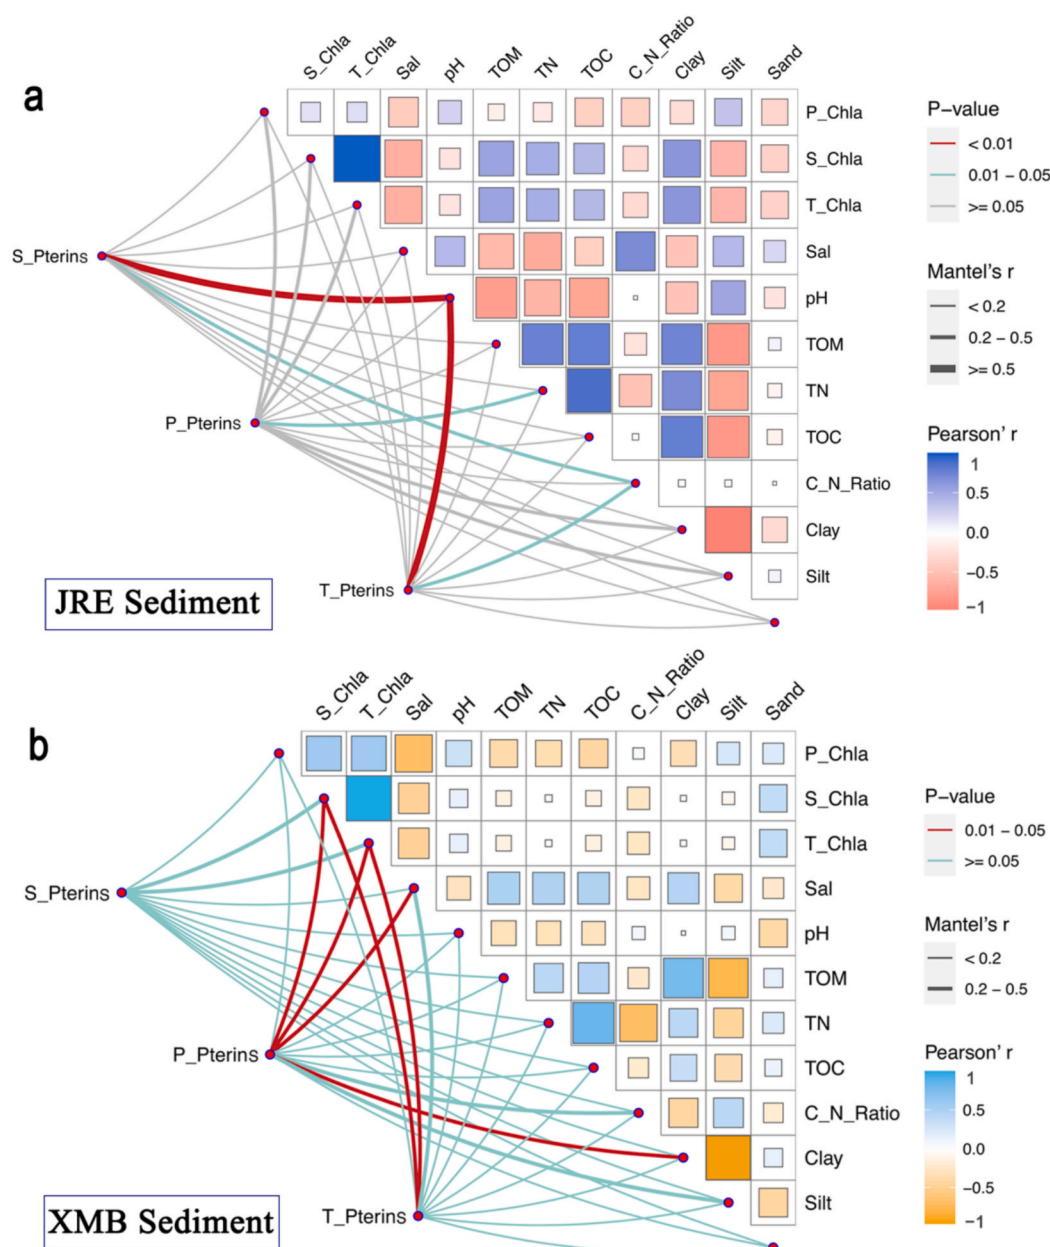 a
S_Chla
T_Chla
Sal
pH
TOM
TN
TOC
C_N_Ratio
Clay
Silt
Sand
P_Chla
S_Chla
T_Chla
Sal
pH
TOM
TN
TOC
C_N_Ratio
Clay
Silt
S_Pterins
P_Pterins
T_Pterins
JRE Sediment
P-value
< 0.01
0.01 - 0.05
>= 0.05
Mantel's r
< 0.2
0.2 - 0.5
>= 0.5
Pearson' r
1
0.5
0.0
-0.5
-1
b
S_Chla
T_Chla
Sal
pH
TOM
TN
TOC
C_N_Ratio
Clay
Silt
Sand
P_Chla
S_Chla
T_Chla
Sal
pH
TOM
TN
TOC
C_N_Ratio
Clay
Silt
S_Pterins
P_Pterins
T_Pterins
XMB Sediment
P-value
0.01 - 0.05
>= 0.05
Mantel's r
< 0.2
0.2 - 0.5
Pearson' r
1
0.5
0.0
-0.5
-1